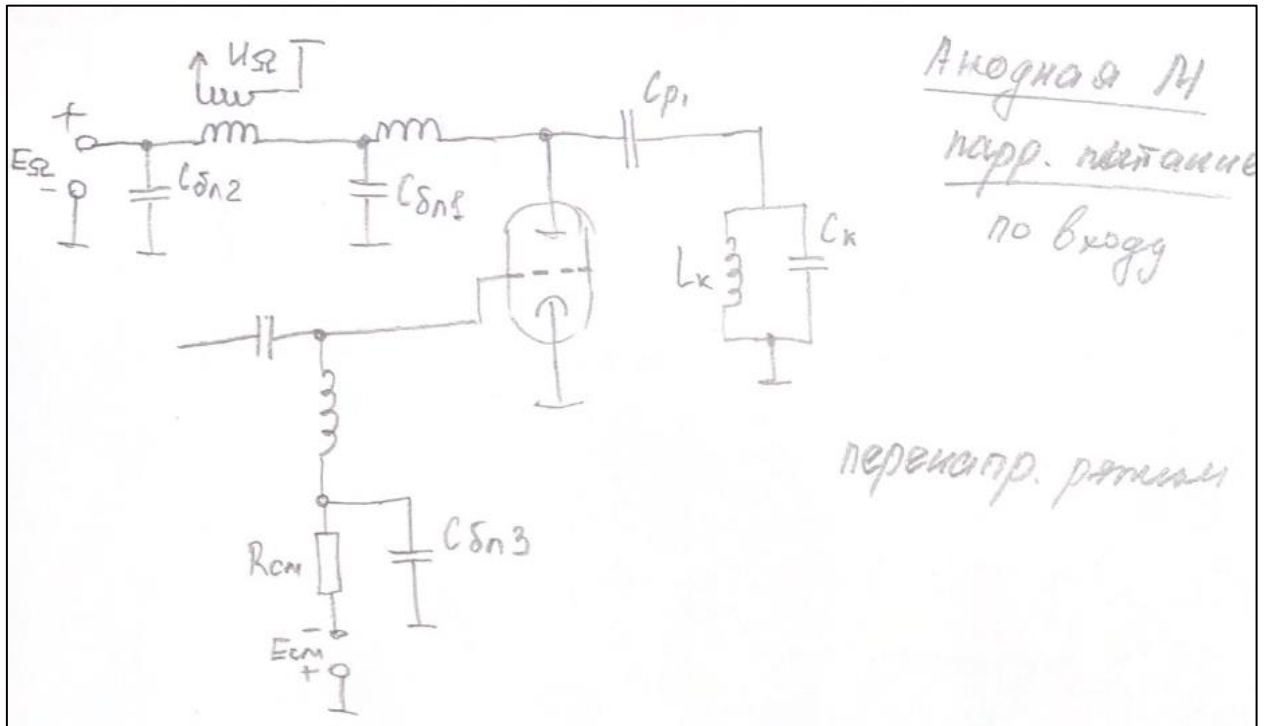 UΩ
Анодная М
парр. питание
по входу
+
EΩ
-
Cбл2
Cбл1
Cр1
Lк
Cк
перенапр. режим
Rсм
Cбл3
-
Eсм
+